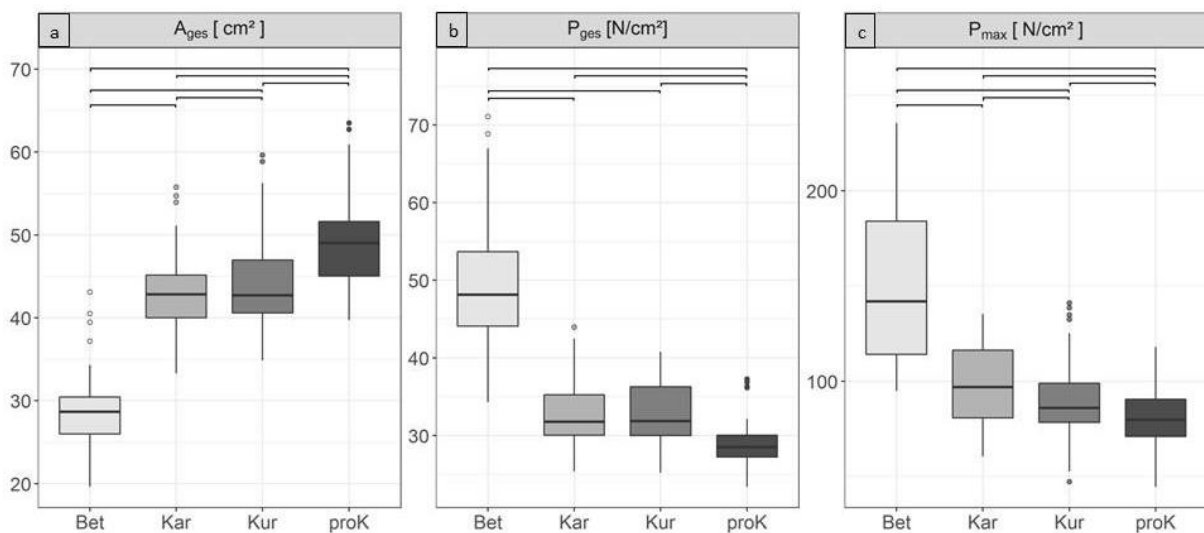 a
A_ges [ cm² ]
70
60
50
40
30
20
Bet Kar Kur proK
b
P_ges [N/cm²]
70
60
50
40
30
Bet Kar Kur proK
c
P_max [ N/cm² ]
200
100
Bet Kar Kur proK